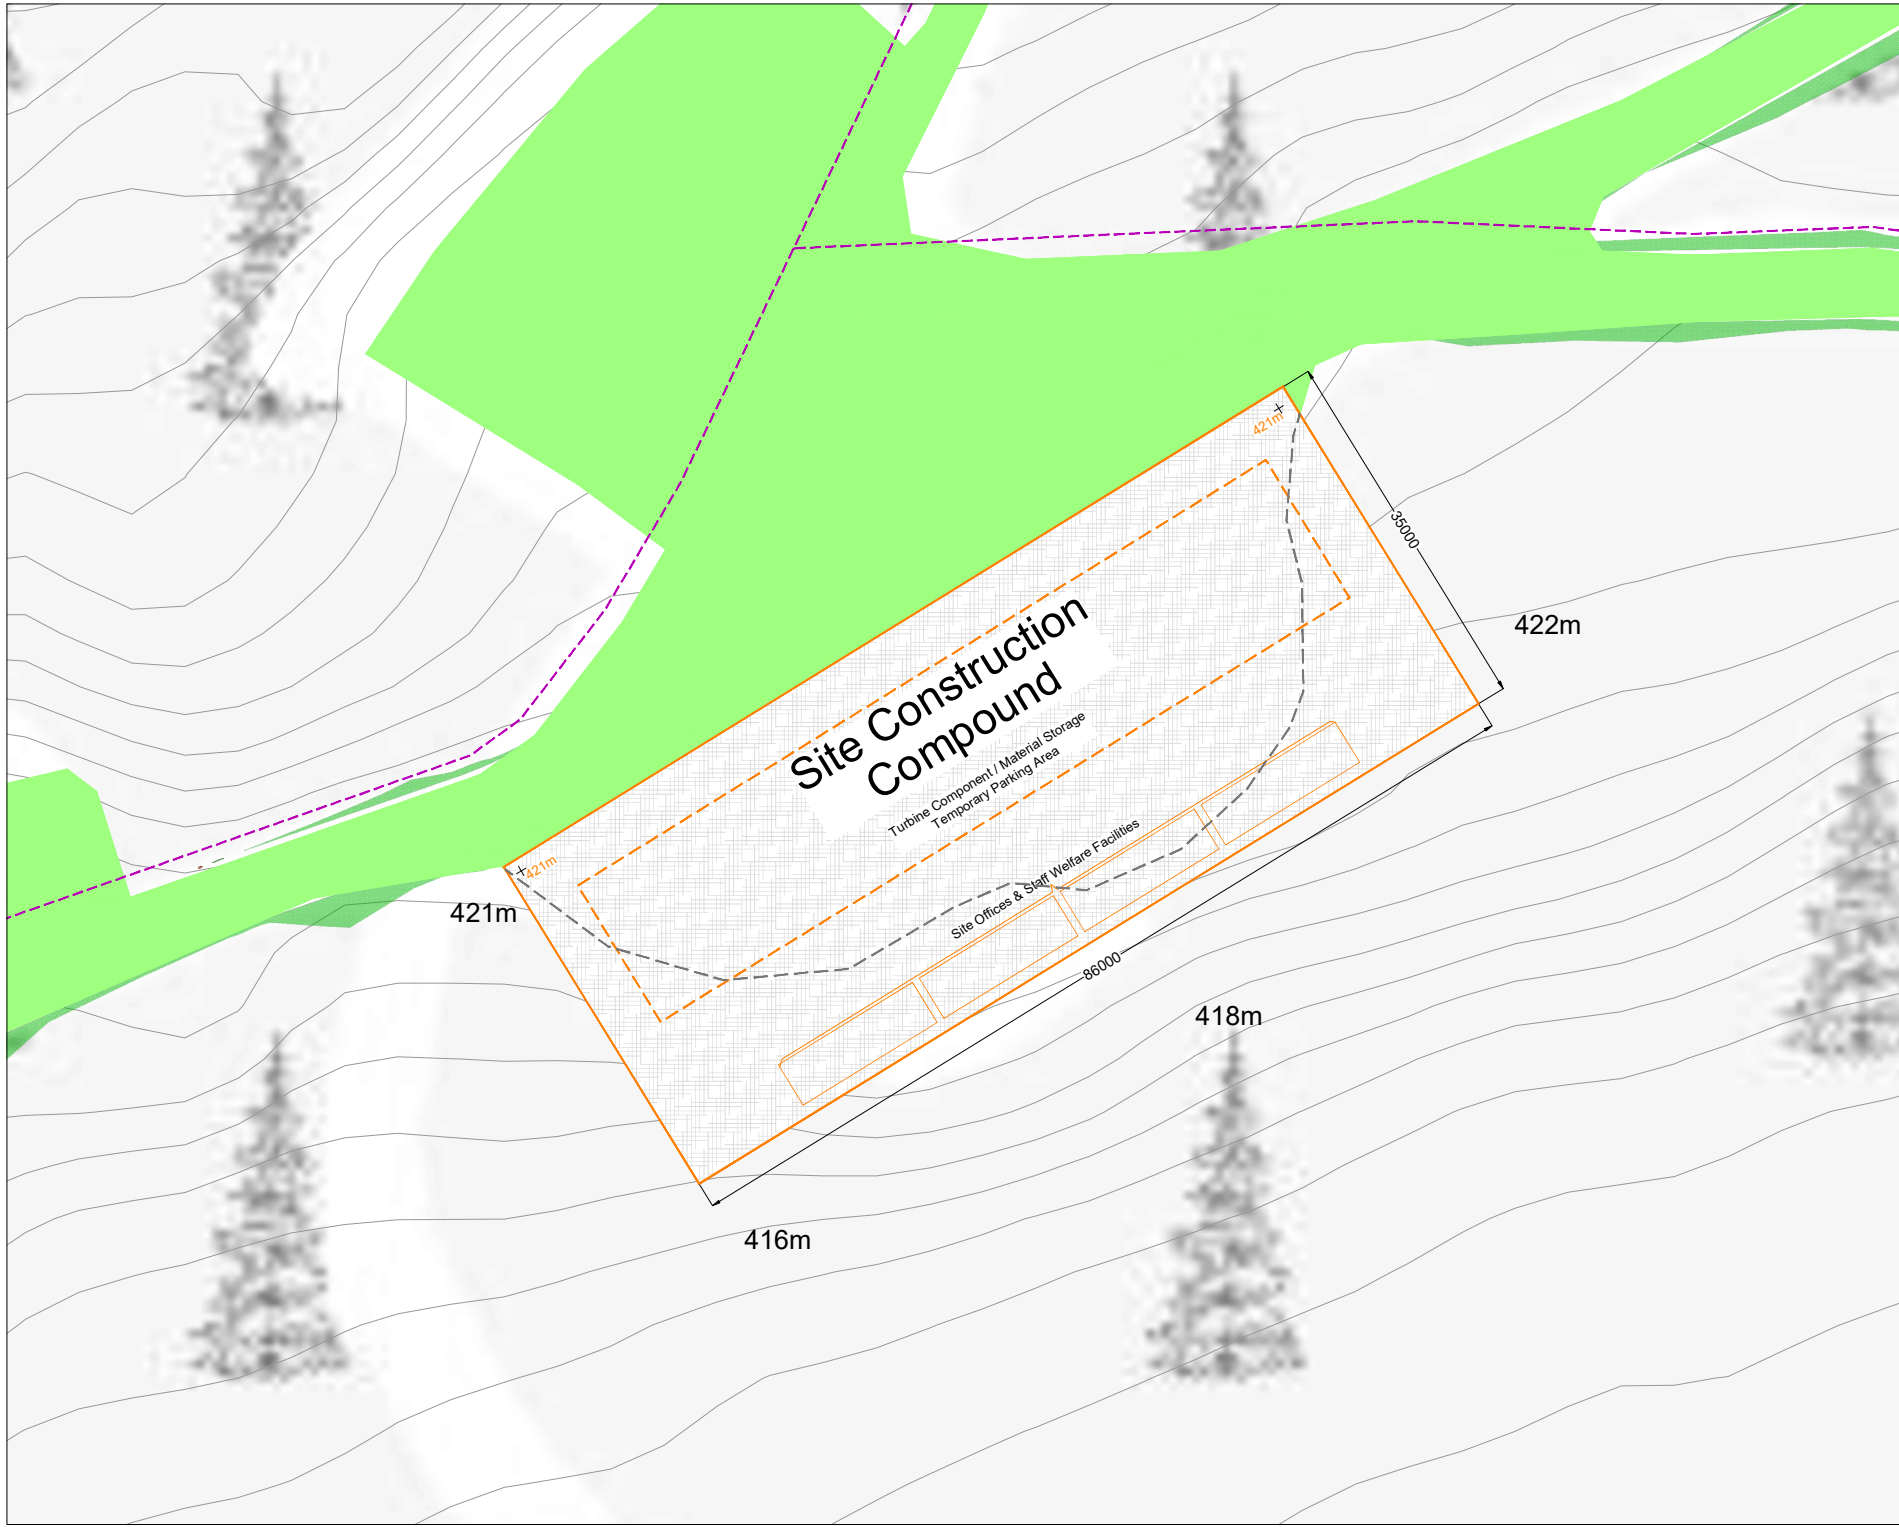 421m
35000
422m
Site Construction
Compound
Turbine Component / Material Storage
Temporary Parking Area
Site Offices & Staff Welfare Facilities
421m
421m
86000
418m
416m